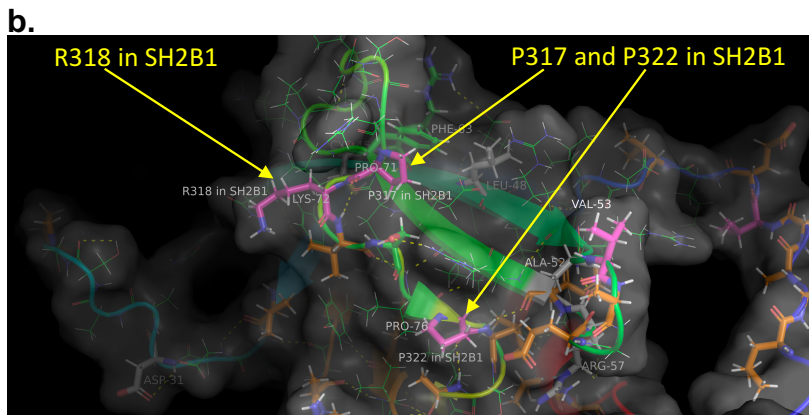 b.
R318 in SH2B1
P317 and P322 in SH2B1
PHE-63
PRO-71
LEU-48
R318 in SH2B1
LYS-72
P317 in SH2B1
VAL-53
ALA-52
PRO-76
P322 in SH2B1
ARG-57
ASP-31